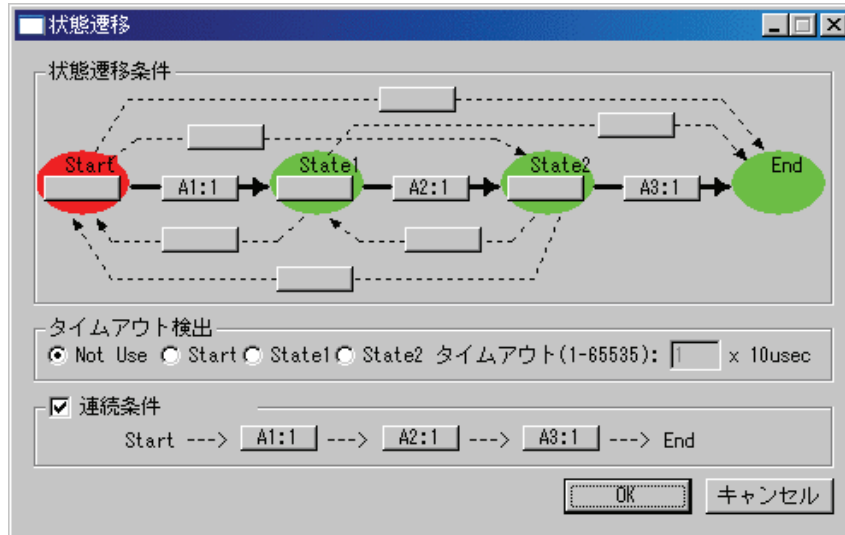 状態遷移
状態遷移条件
Start State1 State2 End
A1:1 A2:1 A3:1
タイムアウト検出
Not Use Start State1 State2 タイムアウト(1-65535): 1 x 10usec
連続条件
Start ---> A1:1 ---> A2:1 ---> A3:1 ---> End
OK キャンセル